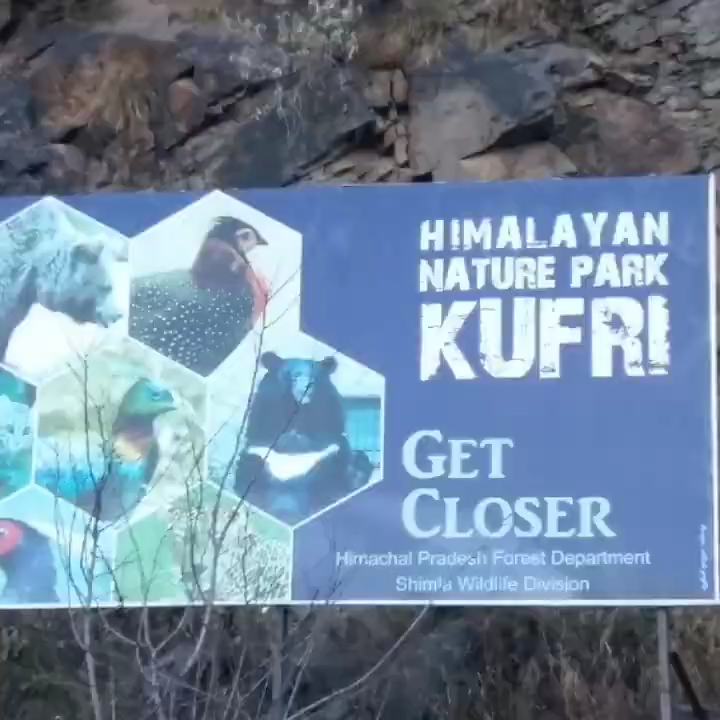 HIMALAYAN
NATURE PARK
KUFRI
GET
CLOSER
Himachal Pradesh Forest Department
Shimla Wildlife Division